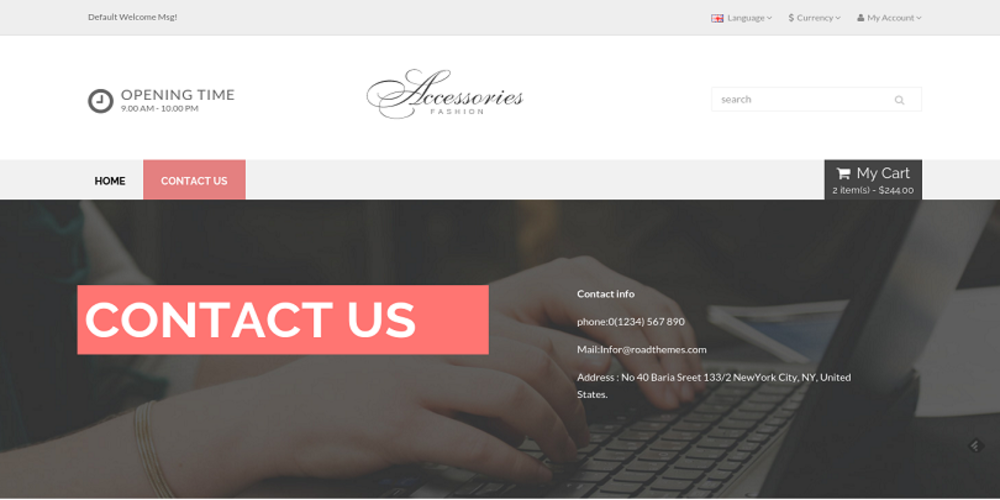 Default Welcome Msg!
Language
$ Currency
My Account
OPENING TIME
9.00 AM - 10.00 PM
Accessories
FASHION
search
HOME
CONTACT US
My Cart
2 item(s) - $244.00
CONTACT US
Contact info
phone:0(1234) 567 890
Mail:Infor@roadthemes.com
Address : No 40 Baria Sreet 133/2 NewYork City, NY, United
States.